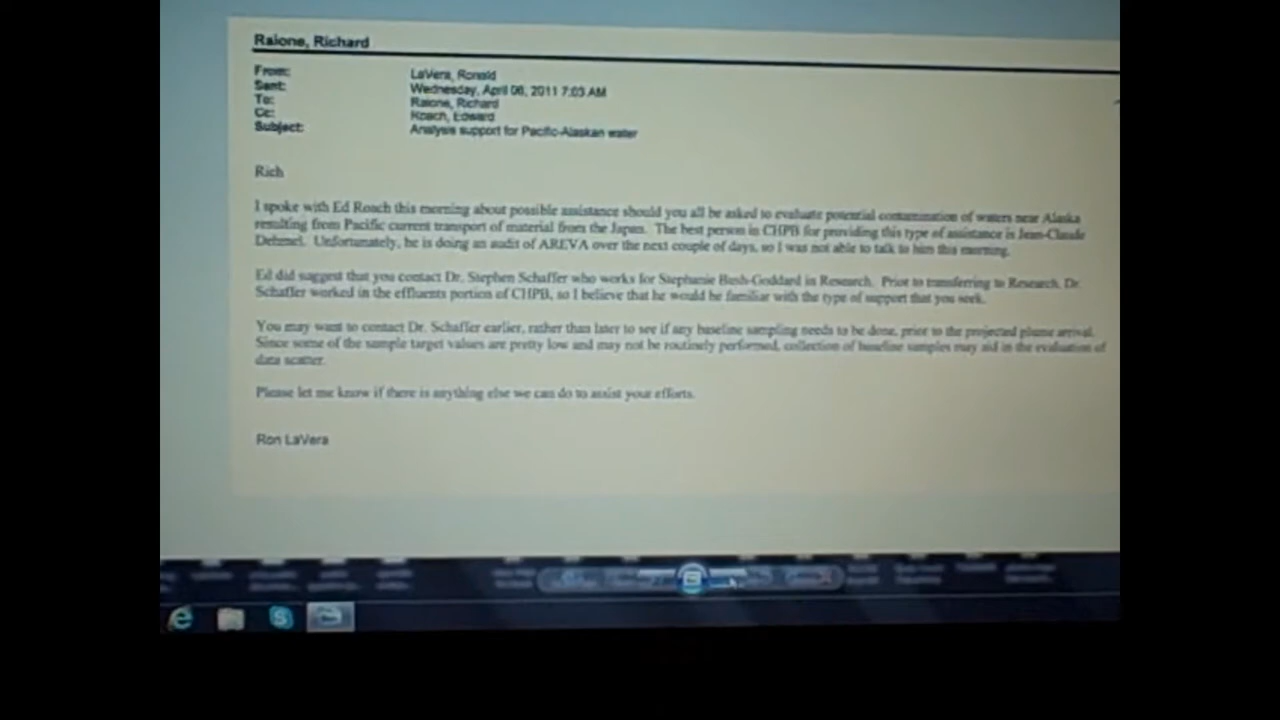 Raione, Richard
From: LaVera, Ronald
Sent: Wednesday, April 06, 2011 7:03 AM
To: Raione, Richard
Cc: Roach, Edward
Subject: Analysis support for Pacific-Alaskan water
Rich
I spoke with Ed Roach this morning about possible assistance should you all be asked to evaluate potential contamination of waters near Alaska
resulting from Pacific current transport of material from the Japan. The best person in CHPB for providing this type of assistance is Jean-Claude
Dehmel. Unfortunately, he is doing an audit of AREVA over the next couple of days, so I was not able to talk to him this morning.
Ed did suggest that you contact Dr. Stephen Schaffer who works for Stephanie Bush-Goddard in Research. Prior to transferring to Research, Dr.
Schaffer worked in the effluents portion of CHPB, so I believe that he would be familiar with the type of support that you seek.
You may want to contact Dr. Schaffer earlier, rather than later to see if any baseline sampling needs to be done, prior to the projected plume arrival.
Since some of the sample target values are pretty low and may not be routinely performed, collection of baseline samples may aid in the evaluation of
data scatter.
Please let me know if there is anything else we can do to assist your efforts.
Ron LaVera